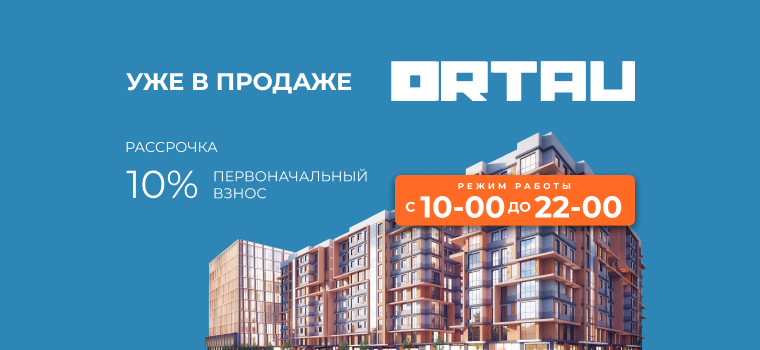 УЖЕ В ПРОДАЖЕ
ORTAU
РАССРОЧКА
10% ПЕРВОНАЧАЛЬНЫЙ
ВЗНОС
РЕЖИМ РАБОТЫ
С 10-00 ДО 22-00